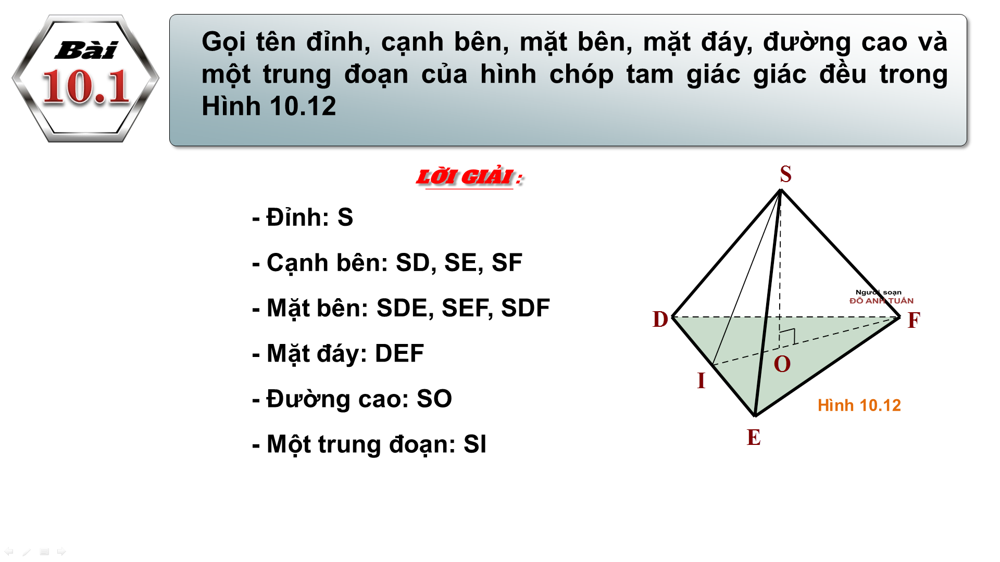 Bài
10.1
Gọi tên đỉnh, cạnh bên, mặt bên, mặt đáy, đường cao và
một trung đoạn của hình chóp tam giác giác đều trong
Hình 10.12
LỜI GIẢI :
- Đỉnh: S
- Cạnh bên: SD, SE, SF
- Mặt bên: SDE, SEF, SDF
- Mặt đáy: DEF
- Đường cao: SO
- Một trung đoạn: SI
S
Người soạn
ĐỖ ANH TUẤN
D
F
O
I
Hình 10.12
E